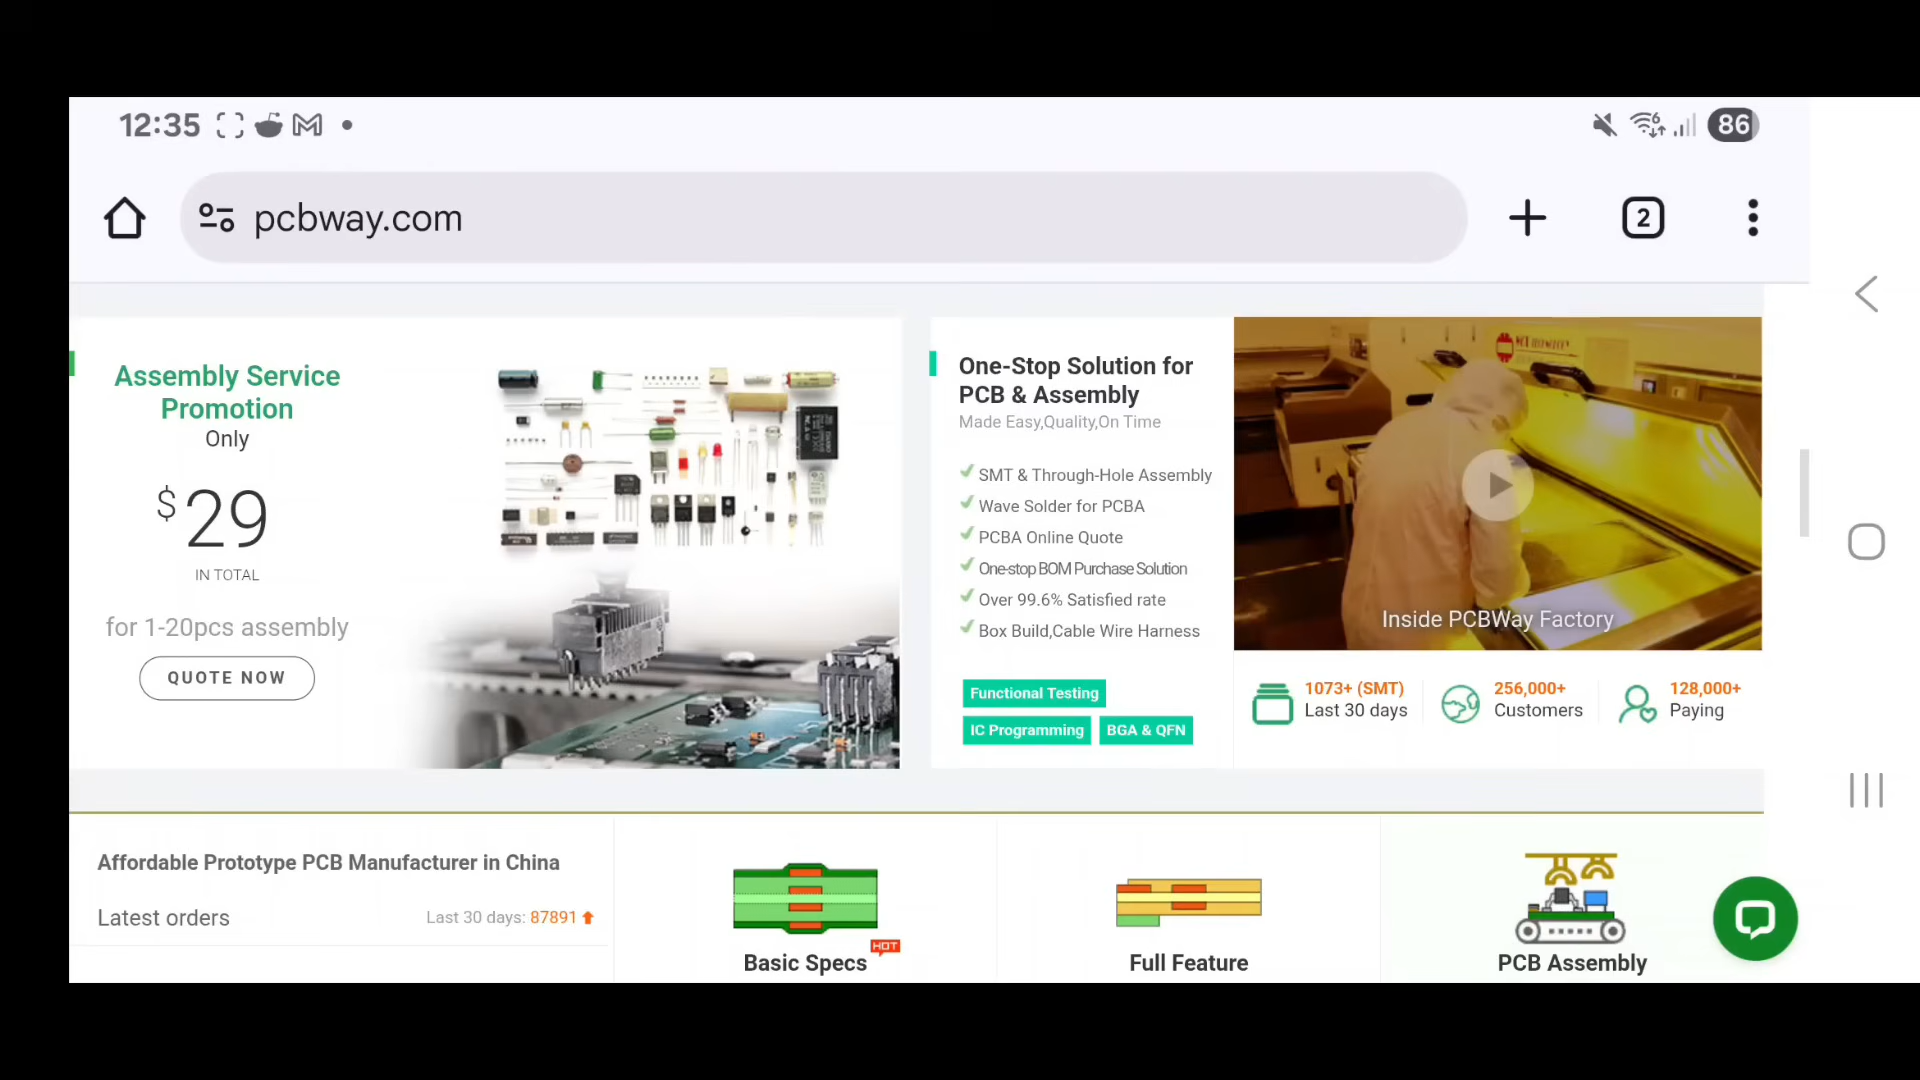 12:35
86
pcbway.com
2
Assembly Service
Promotion
Only
$29
IN TOTAL
for 1-20pcs assembly
QUOTE NOW
One-Stop Solution for
PCB & Assembly
Made Easy,Quality,On Time
SMT & Through-Hole Assembly
Wave Solder for PCBA
PCBA Online Quote
One-stop BOM Purchase Solution
Over 99.6% Satisfied rate
Box Build,Cable Wire Harness
Functional Testing
IC Programming
BGA & QFN
Inside PCBWay Factory
1073+ (SMT)
Last 30 days
256,000+
Customers
128,000+
Paying
Affordable Prototype PCB Manufacturer in China
Latest orders
Last 30 days: 87891
HOT
Basic Specs
Full Feature
PCB Assembly